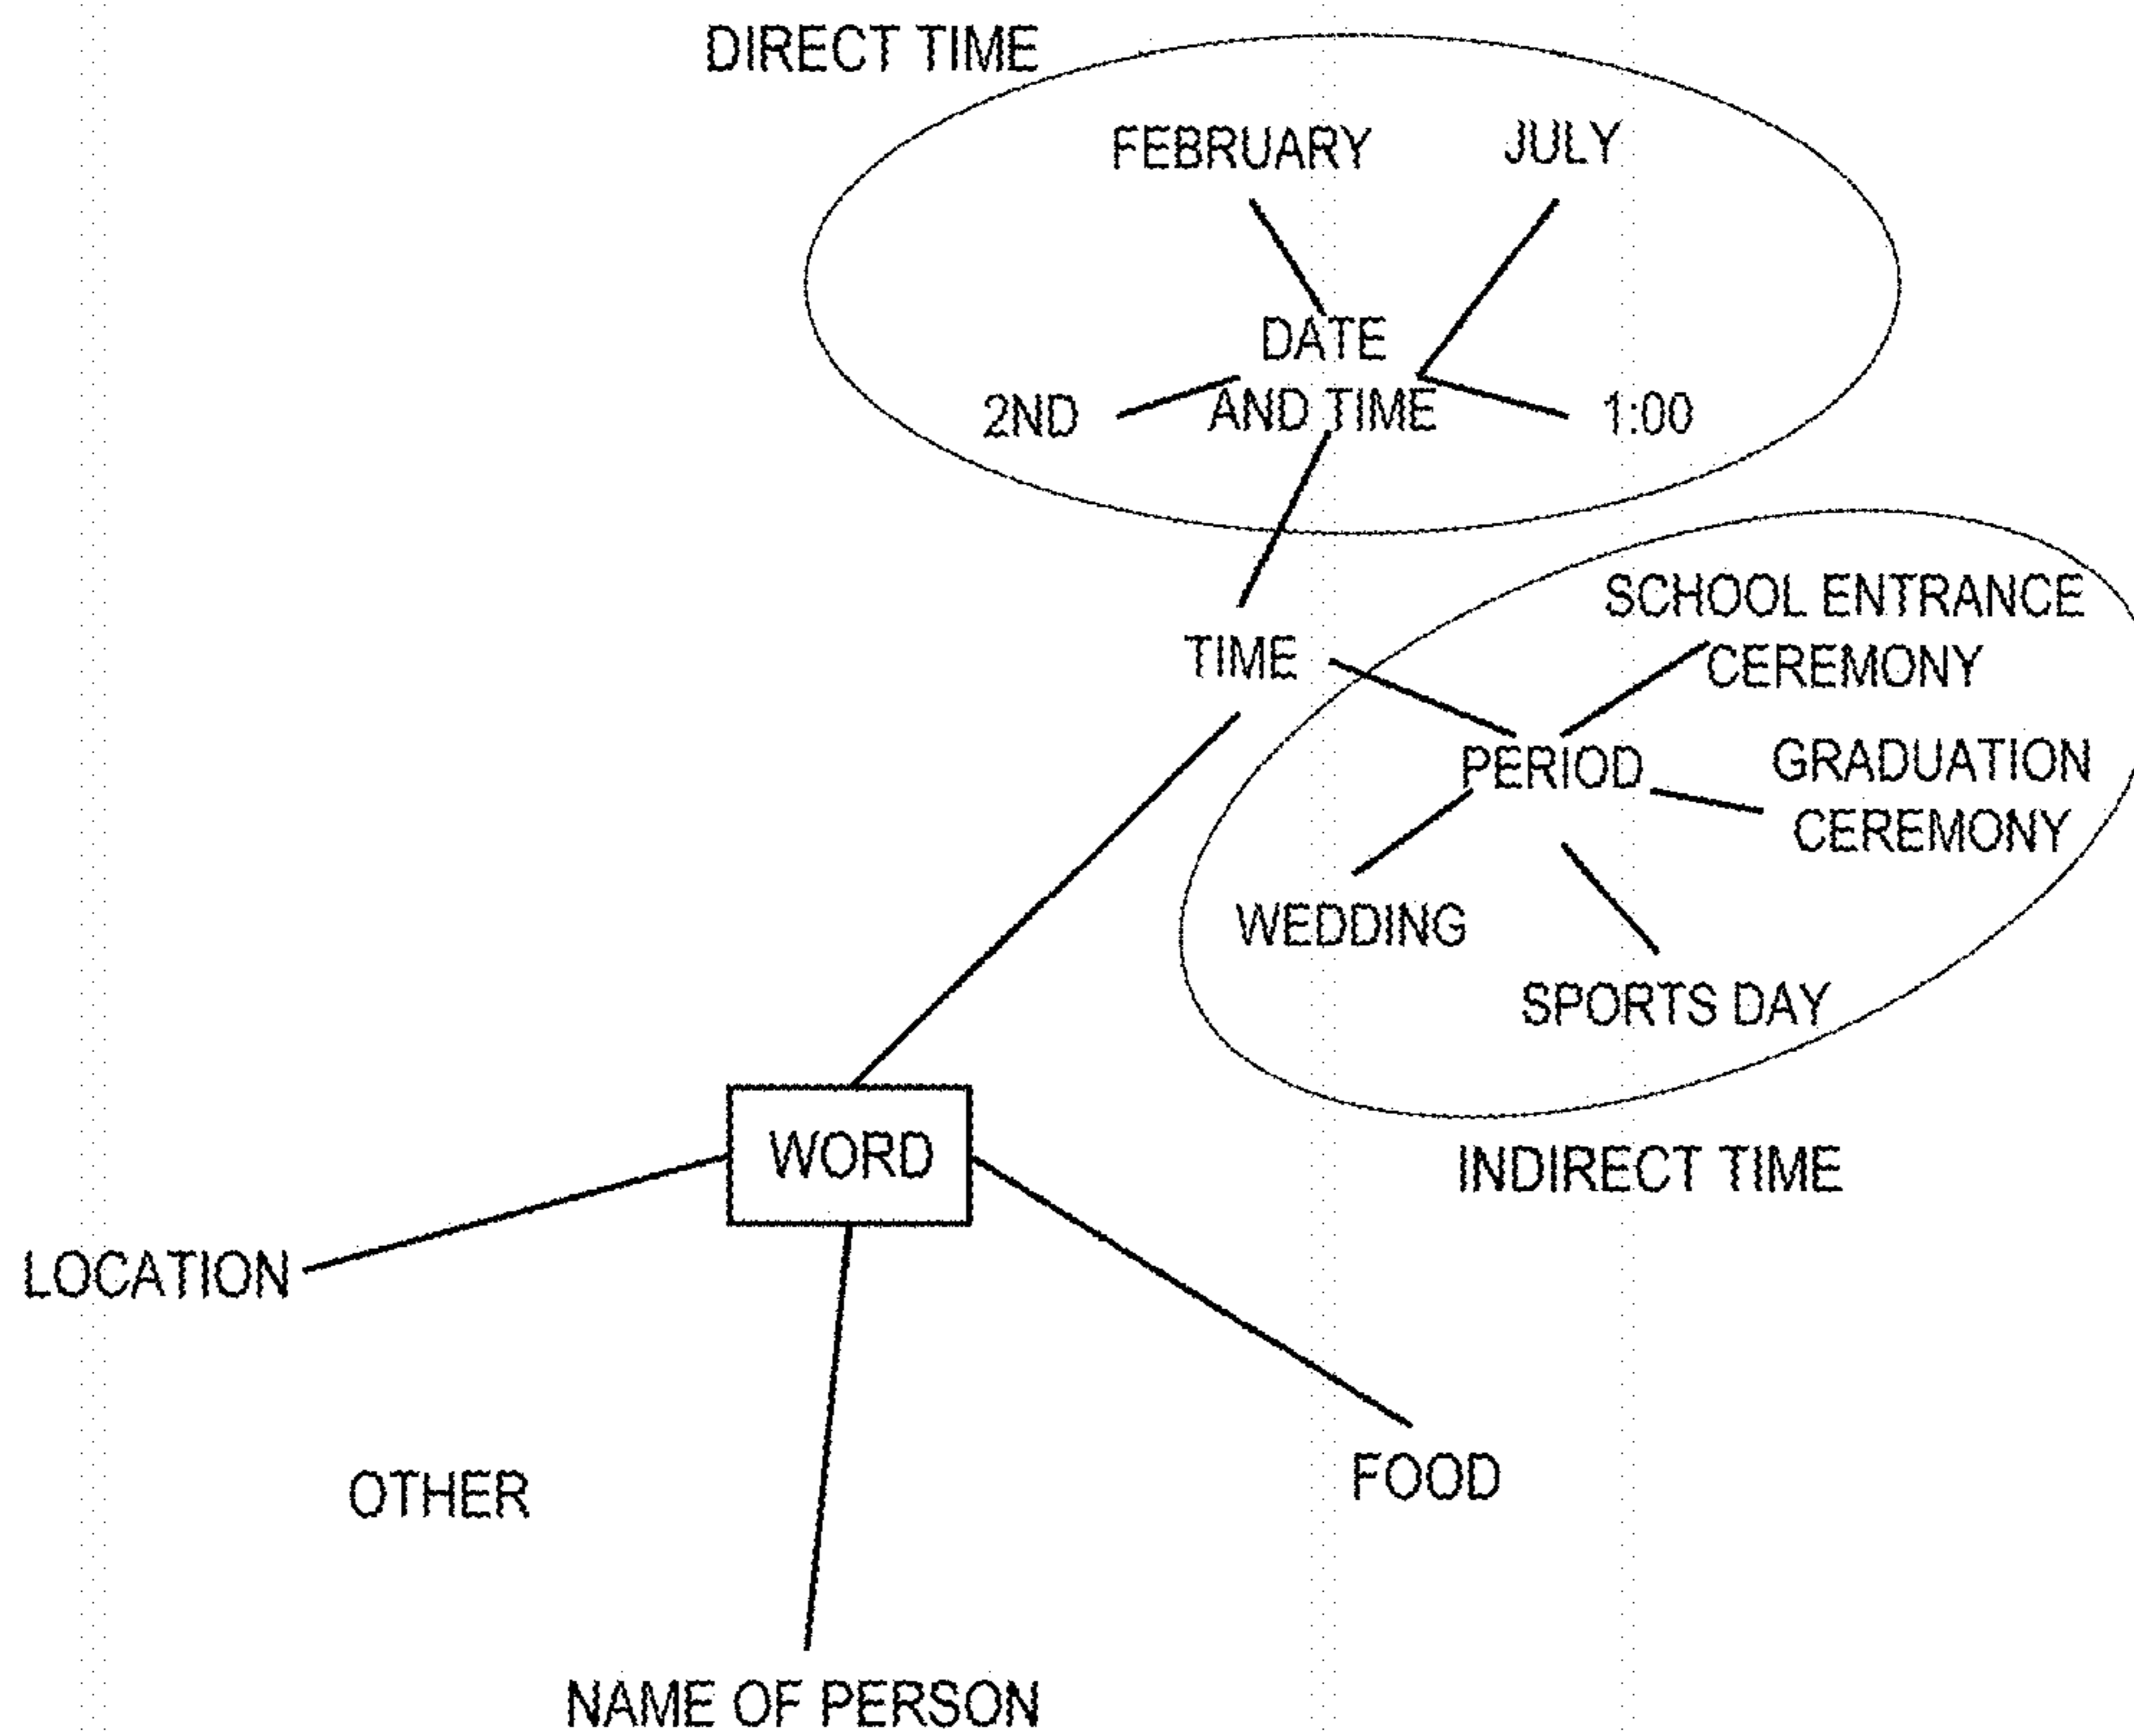 DIRECT TIME
FEBRUARY
JULY
DATE
AND TIME
2ND
1:00
TIME
SCHOOL ENTRANCE
CEREMONY
PERIOD
GRADUATION
CEREMONY
WEDDING
SPORTS DAY
INDIRECT TIME
WORD
LOCATION
OTHER
FOOD
NAME OF PERSON